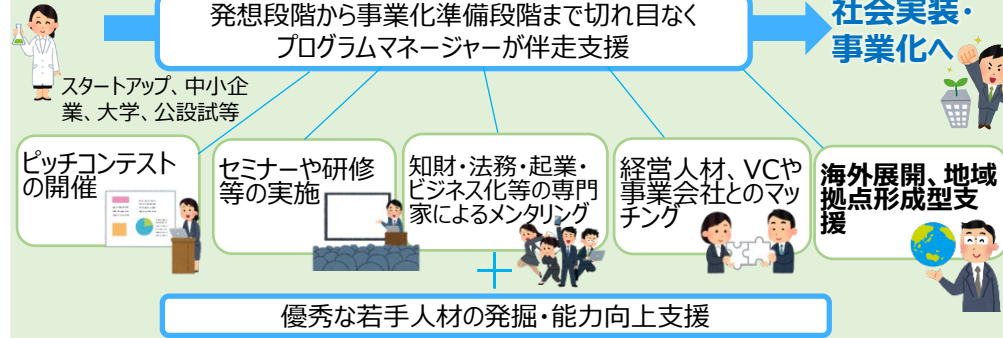 発想段階から事業化準備段階まで切れ目なく
プログラムマネージャーが伴走支援
社会実装・
事業化へ
スタートアップ、中小企
業、大学、公設試等
ピッチコンテスト
の開催
セミナーや研修
等の実施
知財・法務・起業・
ビジネス化等の専門
家によるメンタリング
経営人材、VCや
事業会社とのマッ
チング
海外展開、地域
拠点形成型支
援
優秀な若手人材の発掘・能力向上支援